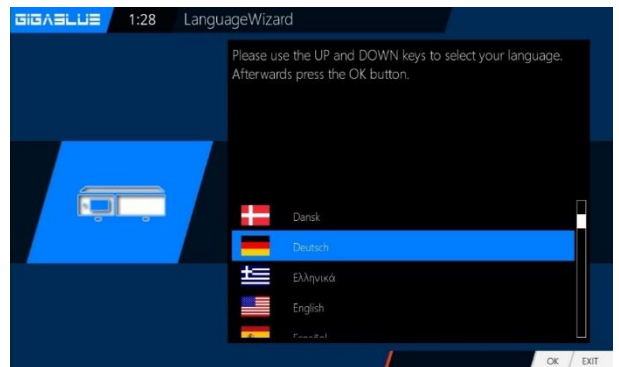 GIGABLUE 1:28 LanguageWizard
Please use the UP and DOWN keys to select your language.
Afterwards press the OK button.
Dansk
Deutsch
Ελληνικά
English
Español
OK EXIT